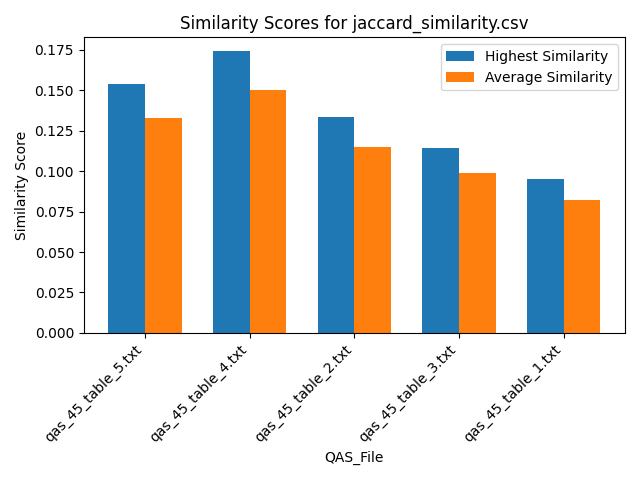 Similarity Scores for jaccard_similarity.csv
Highest Similarity
Average Similarity
Similarity Score
0.175
0.150
0.125
0.100
0.075
0.050
0.025
0.000
qas_45_table_5.txt
qas_45_table_4.txt
qas_45_table_2.txt
qas_45_table_3.txt
qas_45_table_1.txt
QAS_File